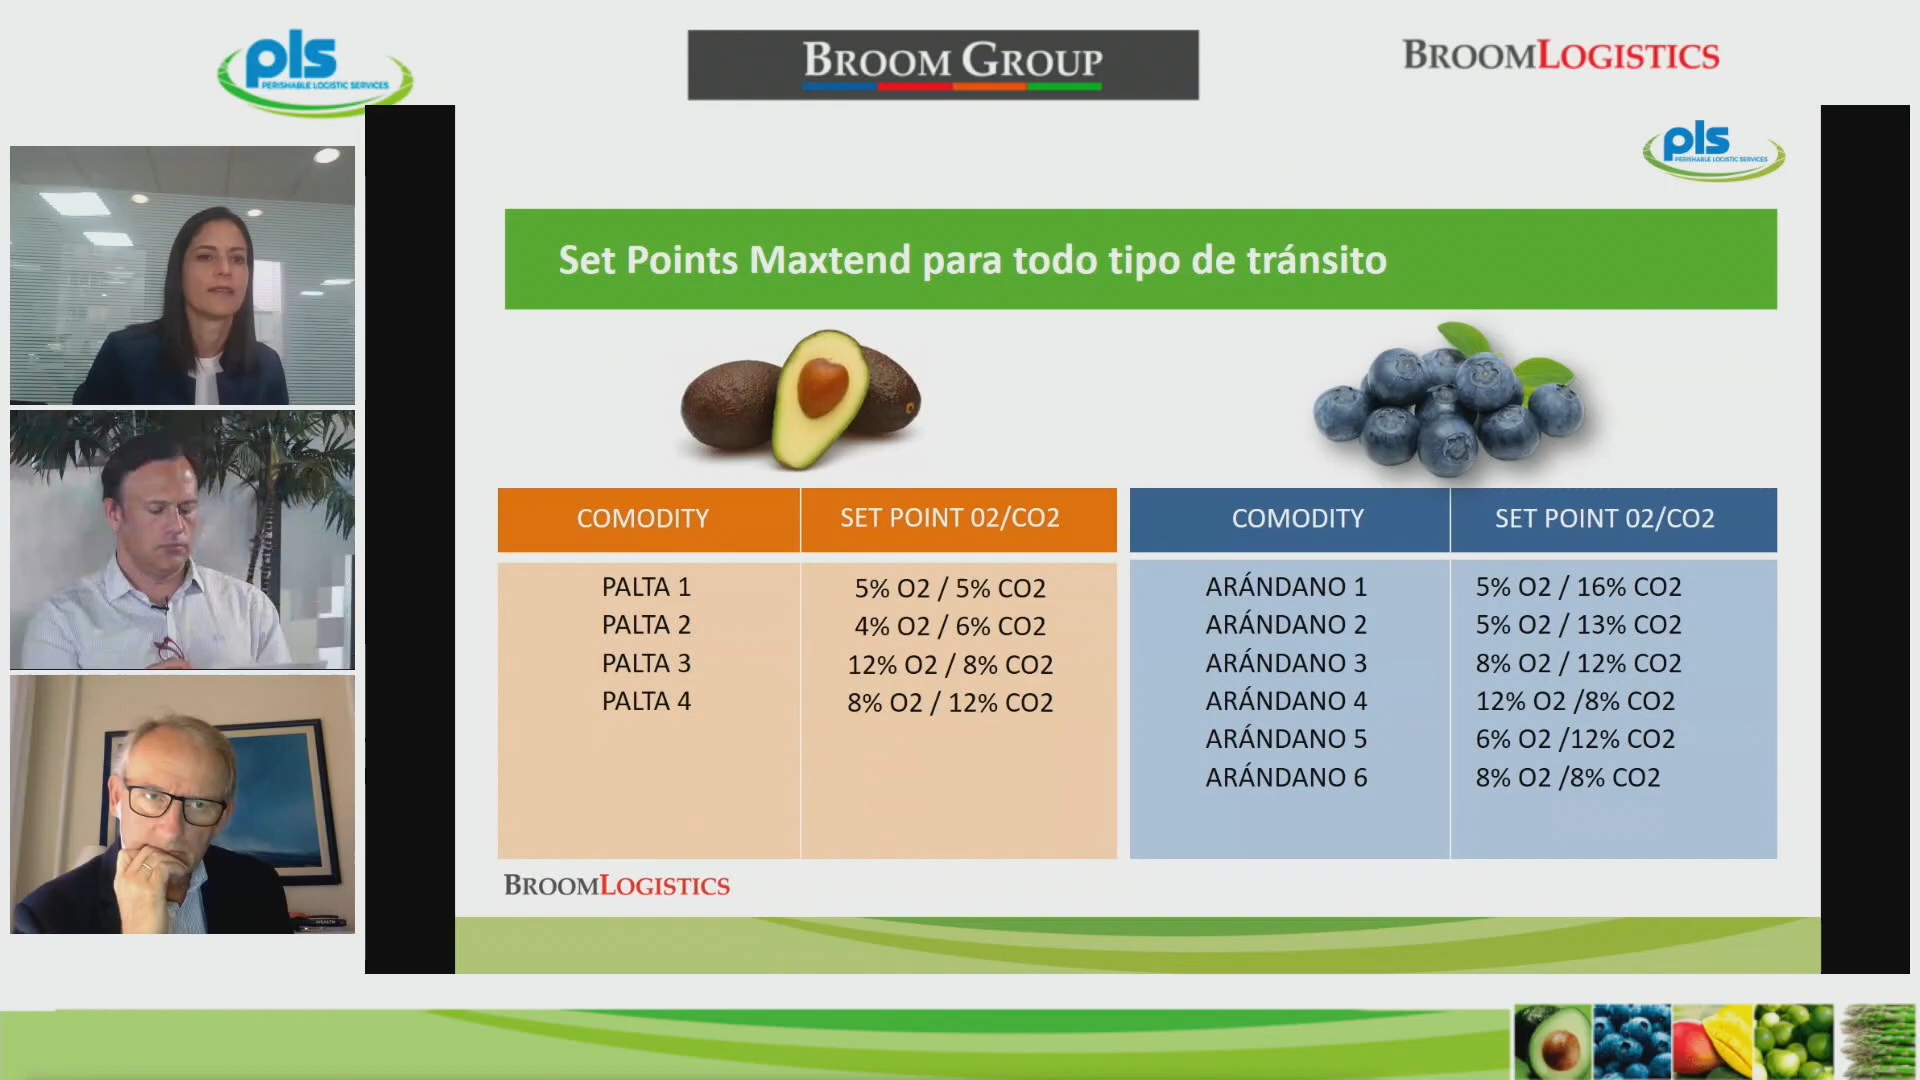 pls
PERISHABLE LOGISTIC SERVICES
BROOM GROUP
BROOMLOGISTICS
pls
PERISHABLE LOGISTIC SERVICES
Set Points Maxtend para todo tipo de tránsito
COMODITY SET POINT 02/CO2
PALTA 1 5% O2 / 5% CO2
PALTA 2 4% O2 / 6% CO2
PALTA 3 12% O2 / 8% CO2
PALTA 4 8% O2 / 12% CO2
COMODITY SET POINT 02/CO2
ARÁNDANO 1 5% O2 / 16% CO2
ARÁNDANO 2 5% O2 / 13% CO2
ARÁNDANO 3 8% O2 / 12% CO2
ARÁNDANO 4 12% O2 /8% CO2
ARÁNDANO 5 6% O2 /12% CO2
ARÁNDANO 6 8% O2 /8% CO2
BROOMLOGISTICS